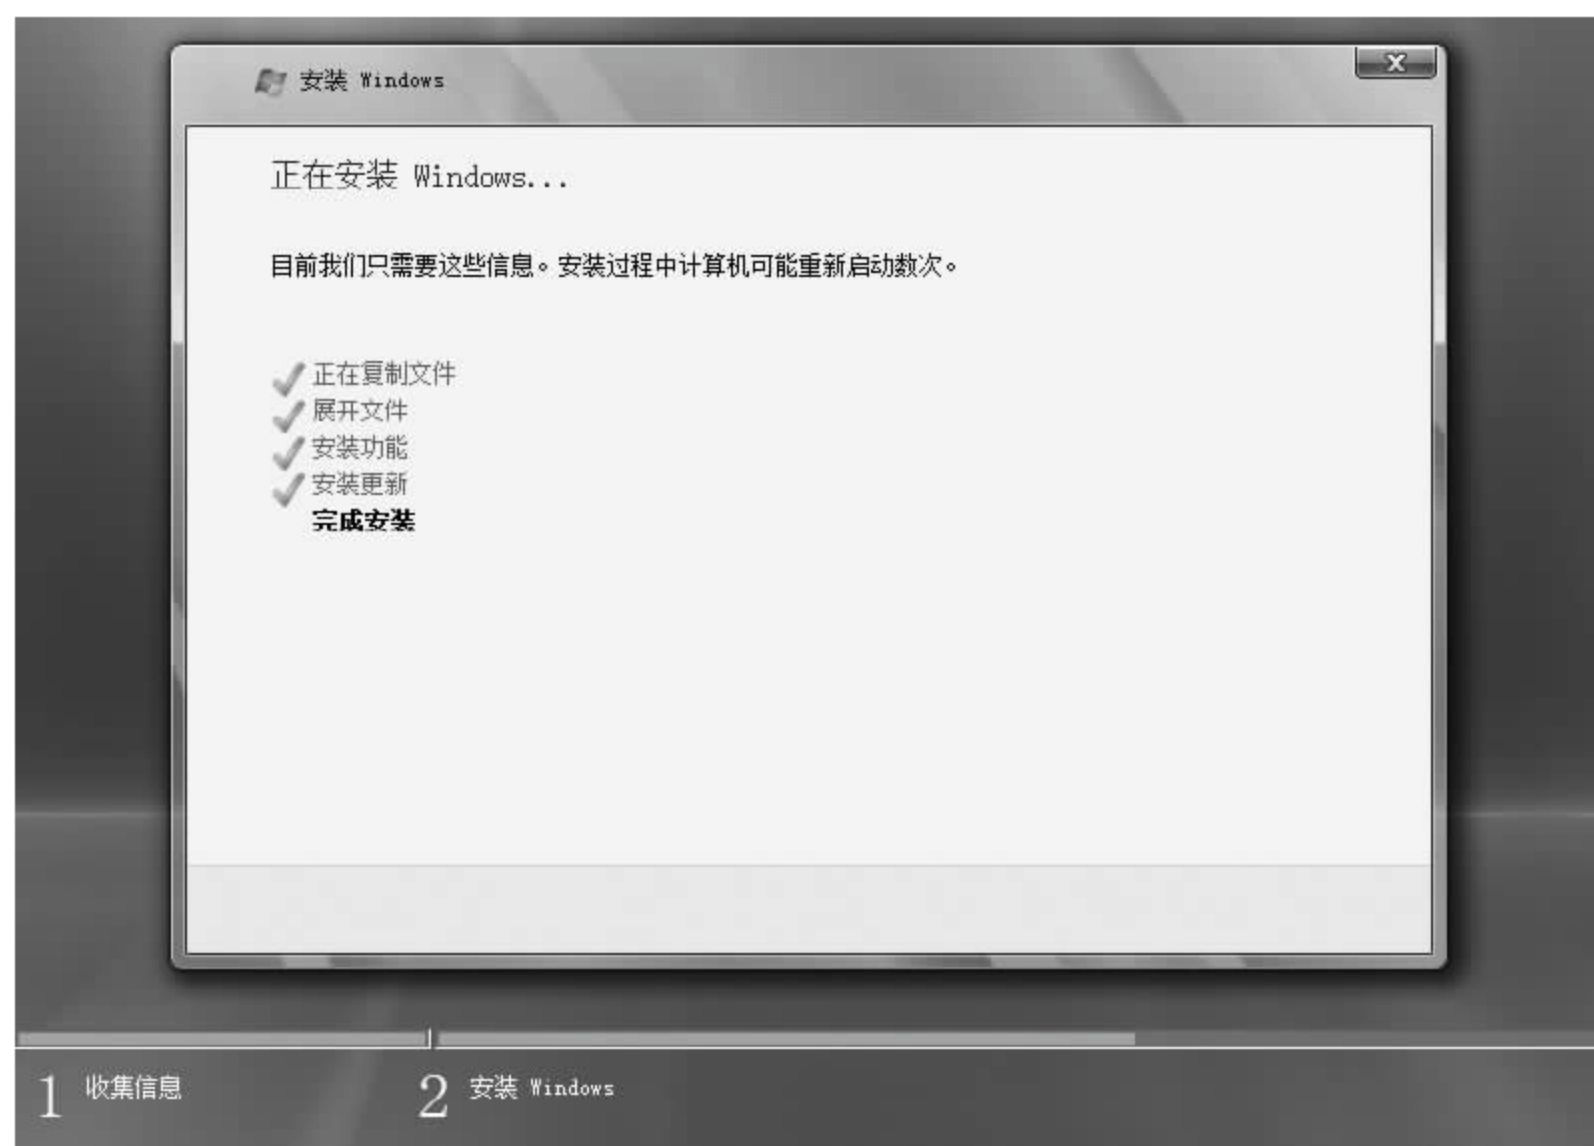 安装 Windows
正在安装 Windows...
目前我们只需要这些信息。安装过程中计算机可能重新启动数次。
正在复制文件
展开文件
安装功能
安装更新
完成安装
1 收集信息
2 安装 Windows